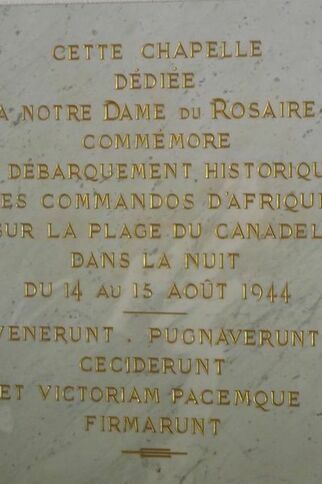 CETTE CHAPELLE
DÉDIÉE
A NOTRE DAME DU ROSAIRE
COMMÉMORE
DÉBARQUEMENT HISTORIQU
ES COMMANDOS D'AFRIQUE
SUR LA PLAGE DU CANADEL
DANS LA NUIT
DU 14 AU 15 AOÛT 1944
VENERUNT . PUGNAVERUNT
CECIDERUNT
ET VICTORIAM PACEMQUE
FIRMARUNT